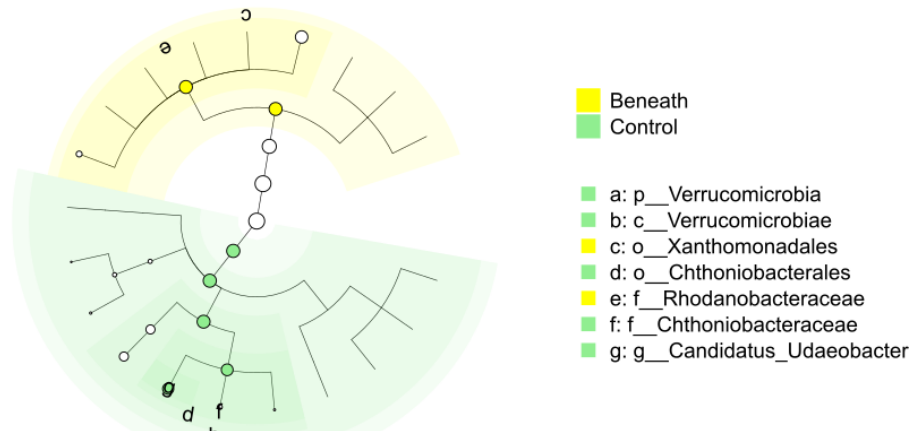 c
e
g
d
f
Beneath
Control
a: p__Verrucomicrobia
b: c__Verrucomicrobiae
c: o__Xanthomonadales
d: o__Chthoniobacterales
e: f__Rhodanobacteraceae
f: f__Chthoniobacteraceae
g: g__Candidatus_Udaeobacter